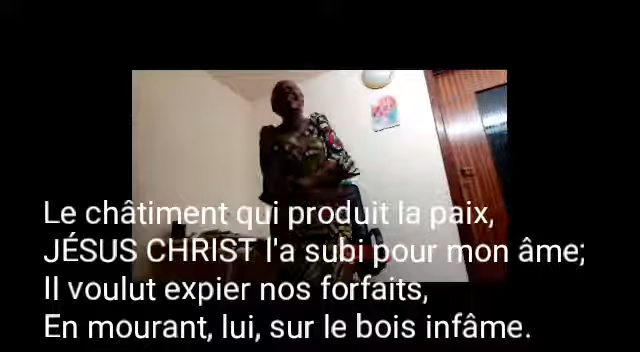 Le châtiment qui produit la paix,
JÉSUS CHRIST l'a subi pour mon âme;
Il voulut expier nos forfaits,
En mourant, lui, sur le bois infâme.